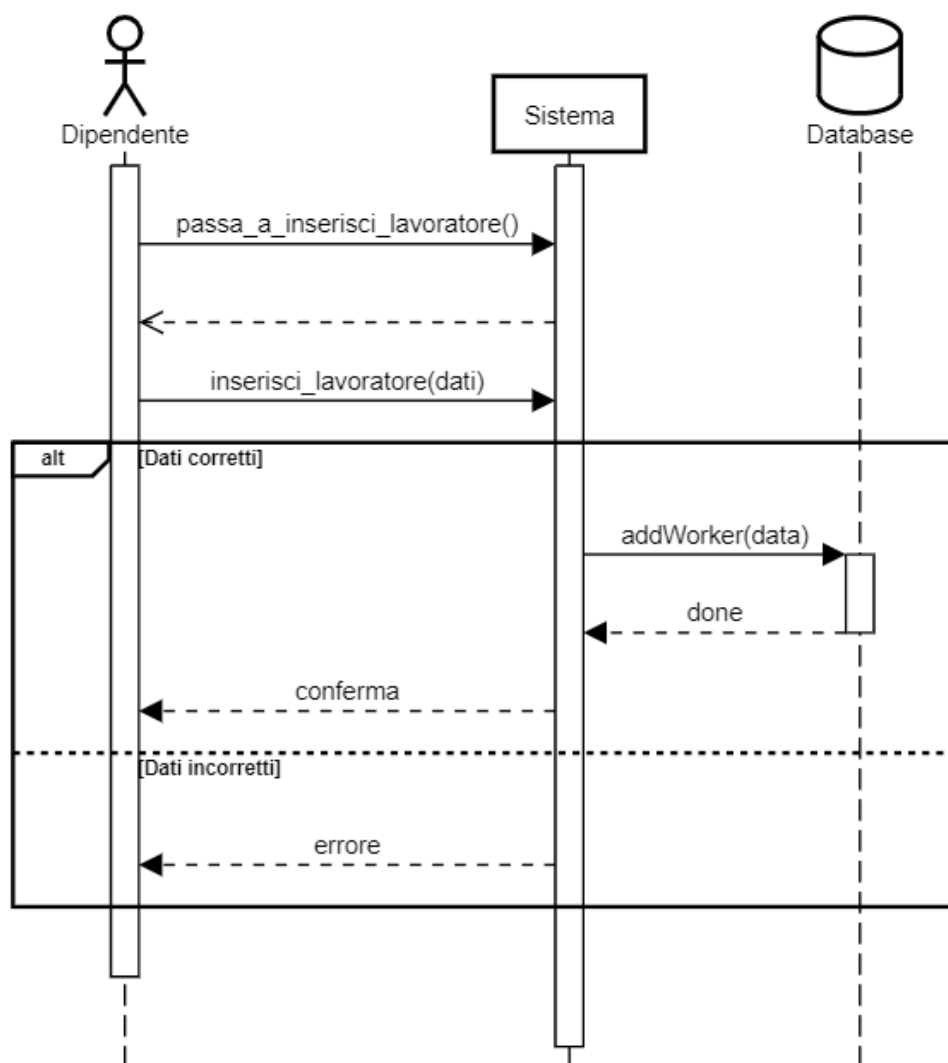 Dipendente
Sistema
Database
passa_a_inserisci_lavoratore()
inserisci_lavoratore(dati)
alt
[Dati corretti]
addWorker(data)
done
conferma
[Dati incorretti]
errore